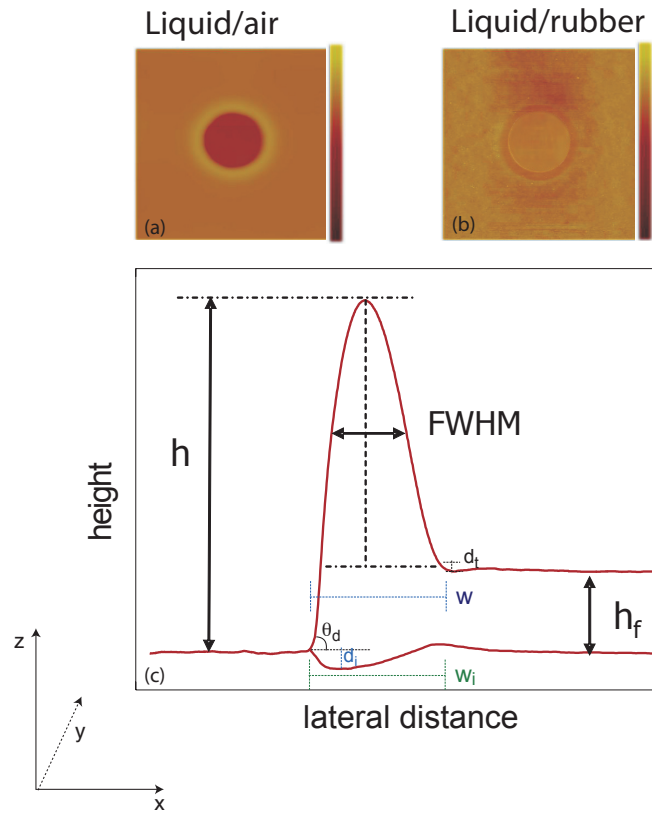 Liquid/air
Liquid/rubber
(a)
(b)
h
FWHM
height
d_t
w
h_f
θ_d
d_i
(c)
w_i
lateral distance
z
y
x